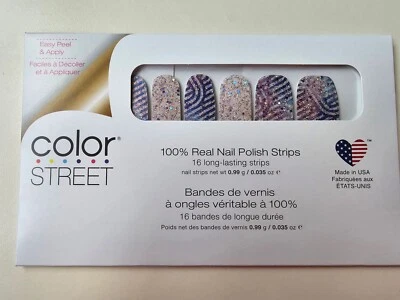 Easy Peel
& Apply
Faciles à Décoller
et à Appliquer
color®
STREET
100% Real Nail Polish Strips
16 long-lasting strips
nail strips net wt 0.99 g / 0.035 oz
Bandes de vernis
à ongles véritable à 100%
16 bandes de longue durée
Poids net des bandes de vernis 0.99 g / 0.035 oz
TM
Made in USA
Fabriquées aux
ÉTATS-UNIS